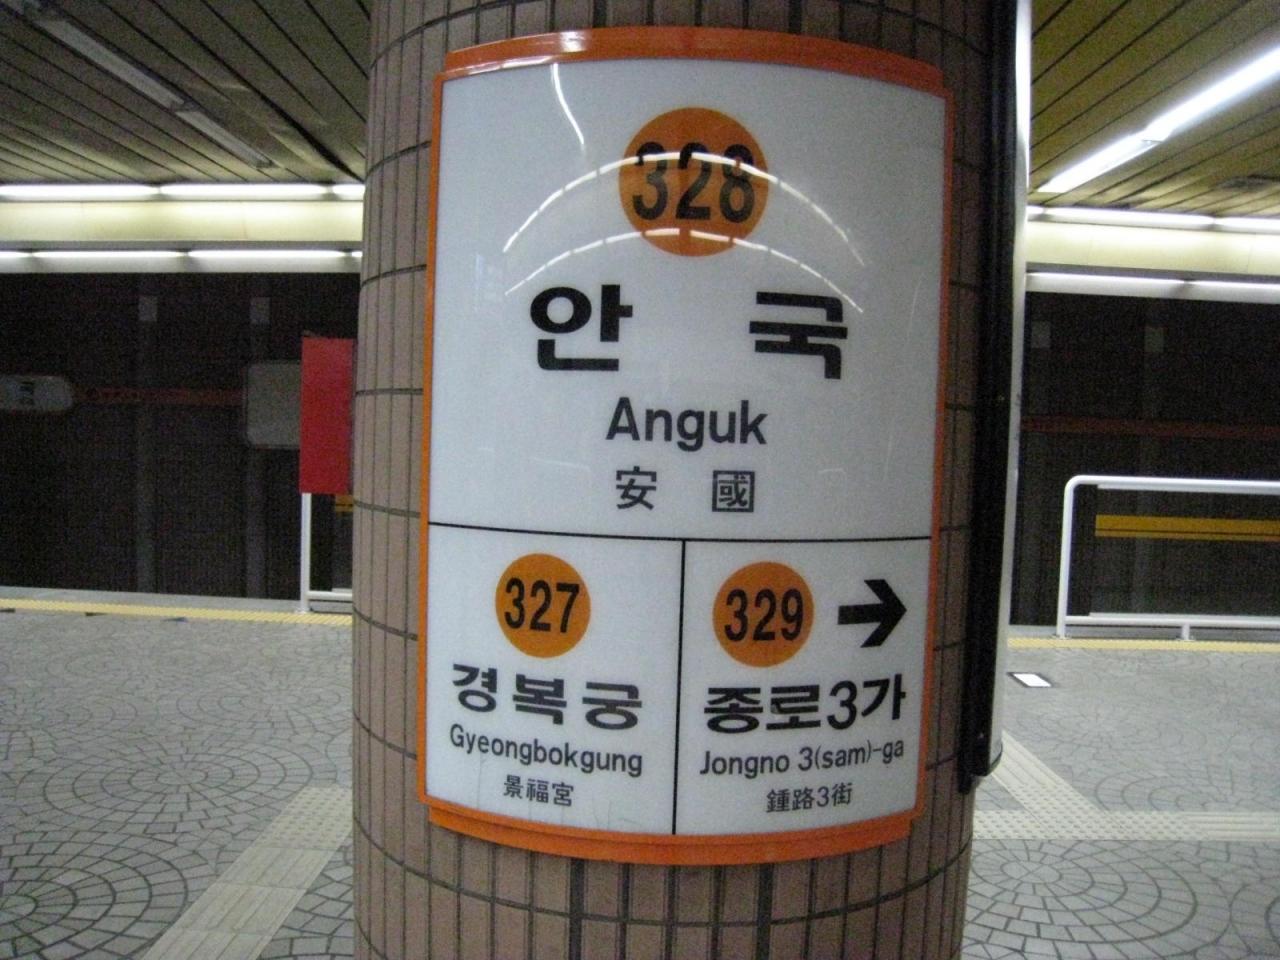 328
안 국
Anguk
安 國
327
경복궁
Gyeongbokgung
景福宮
329 →
종로3가
Jongno 3(sam)-ga
鍾路3街